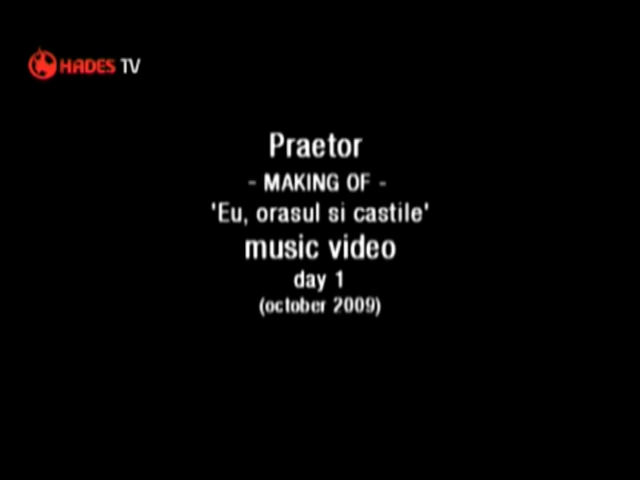 HADES TV
Praetor
- MAKING OF -
'Eu, orasul si castile'
music video
day 1
(october 2009)